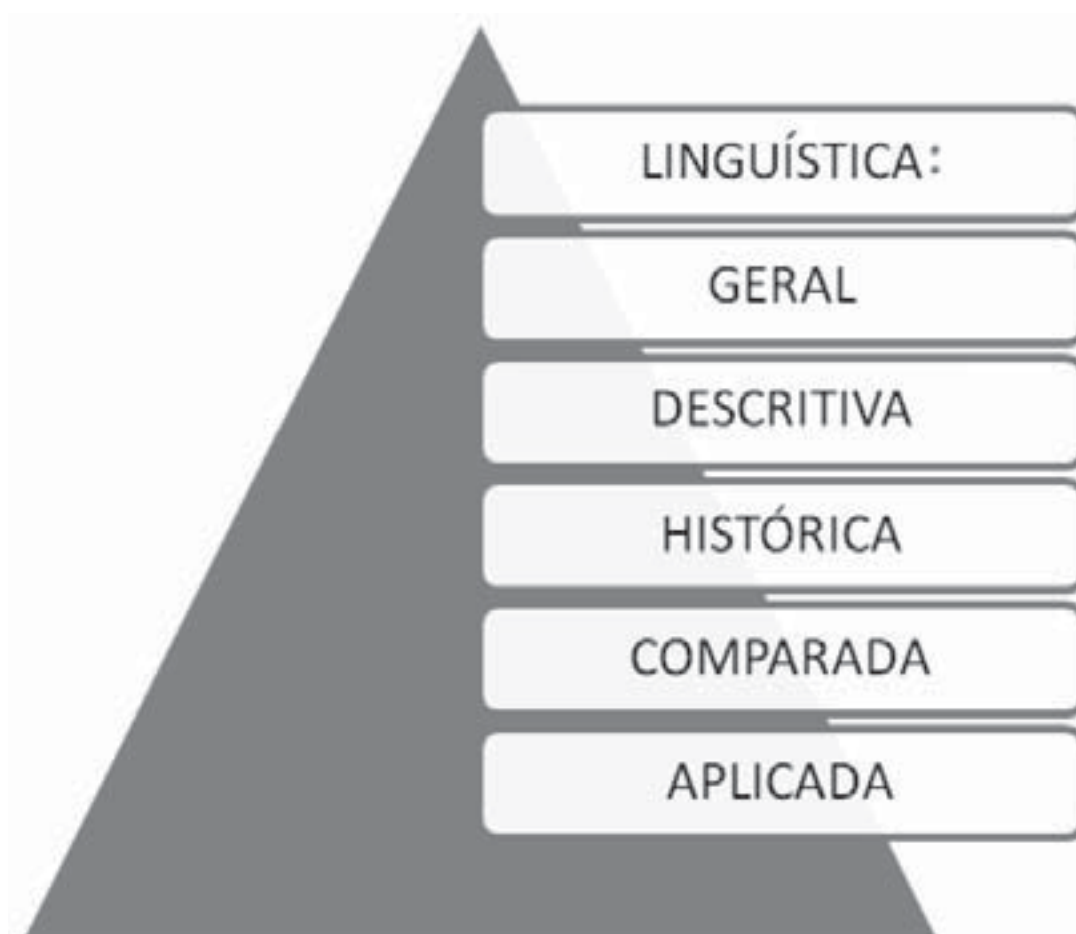 LINGUÍSTICA:
GERAL
DESCRITIVA
HISTÓRICA
COMPARADA
APLICADA